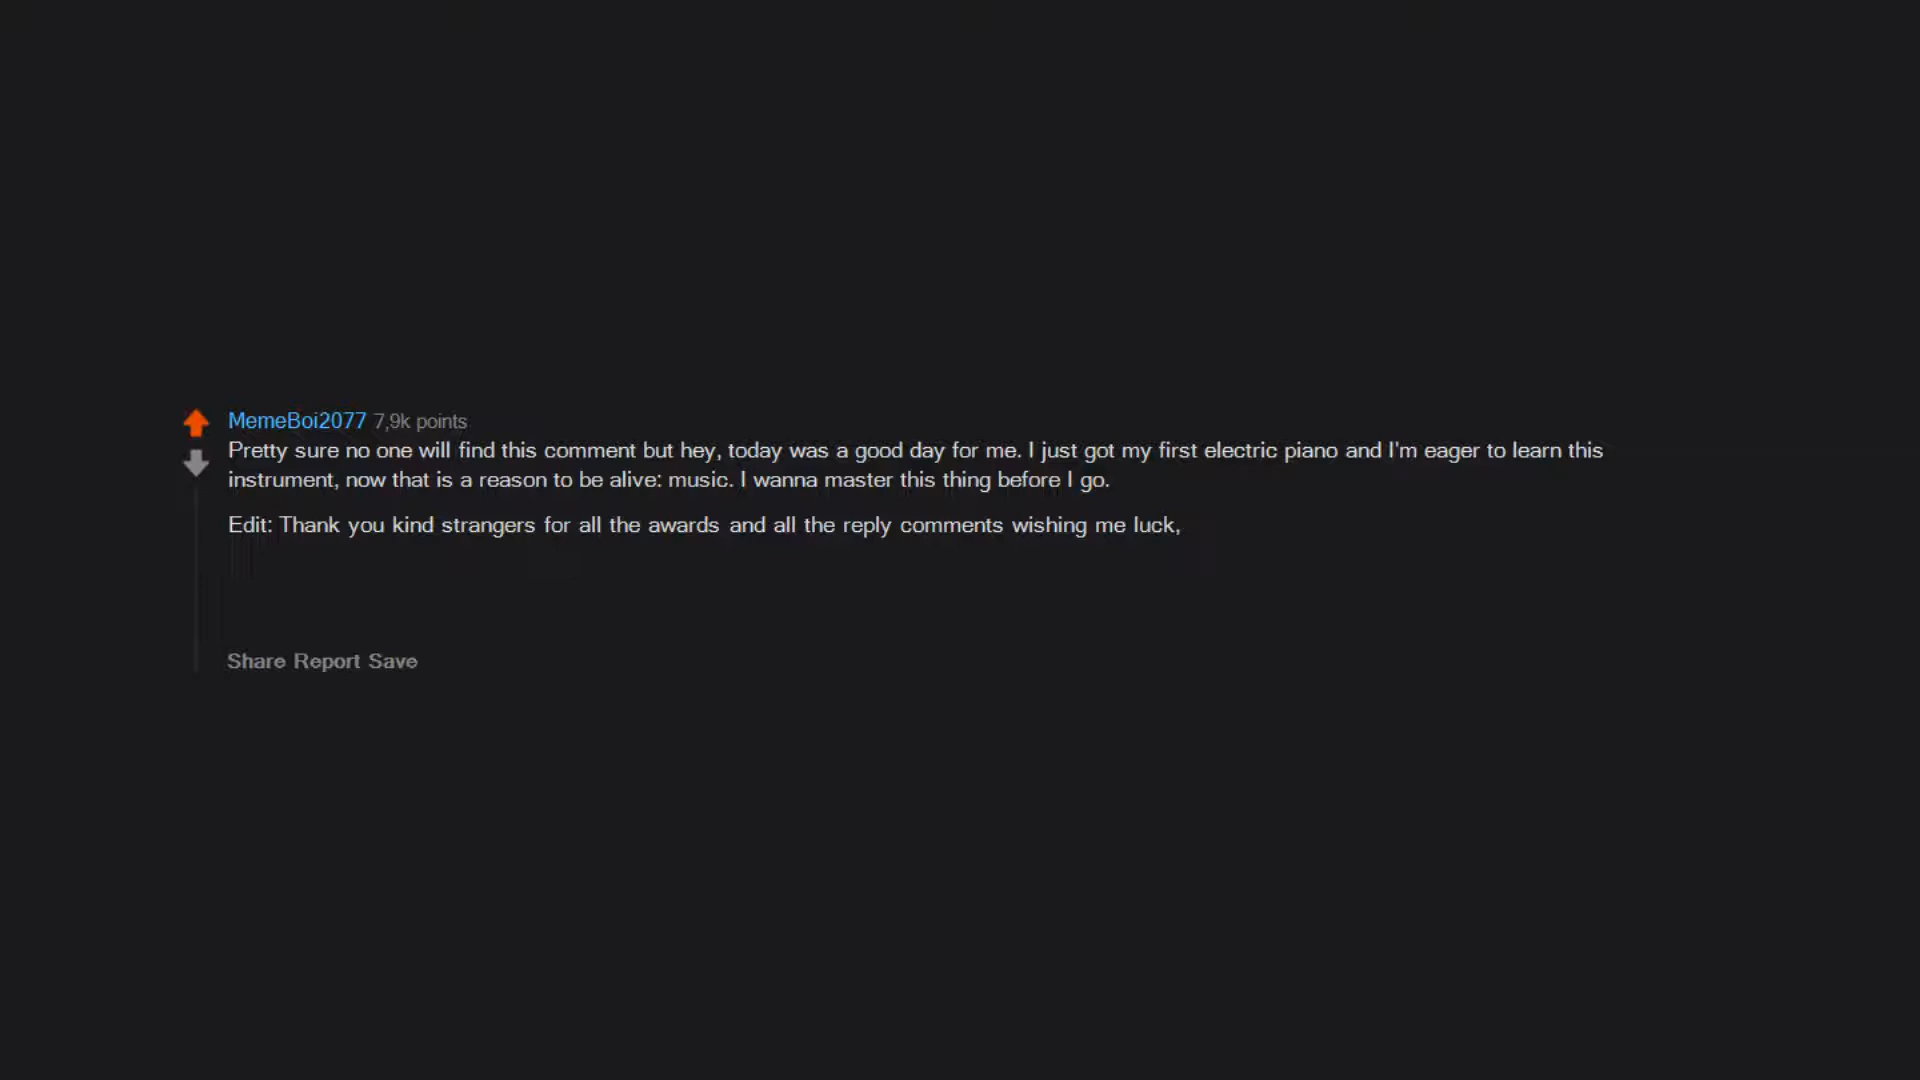 MemeBoi2077 7,9k points
Pretty sure no one will find this comment but hey, today was a good day for me. I just got my first electric piano and I'm eager to learn this
instrument, now that is a reason to be alive: music. I wanna master this thing before I go.
Edit: Thank you kind strangers for all the awards and all the reply comments wishing me luck,
Share Report Save